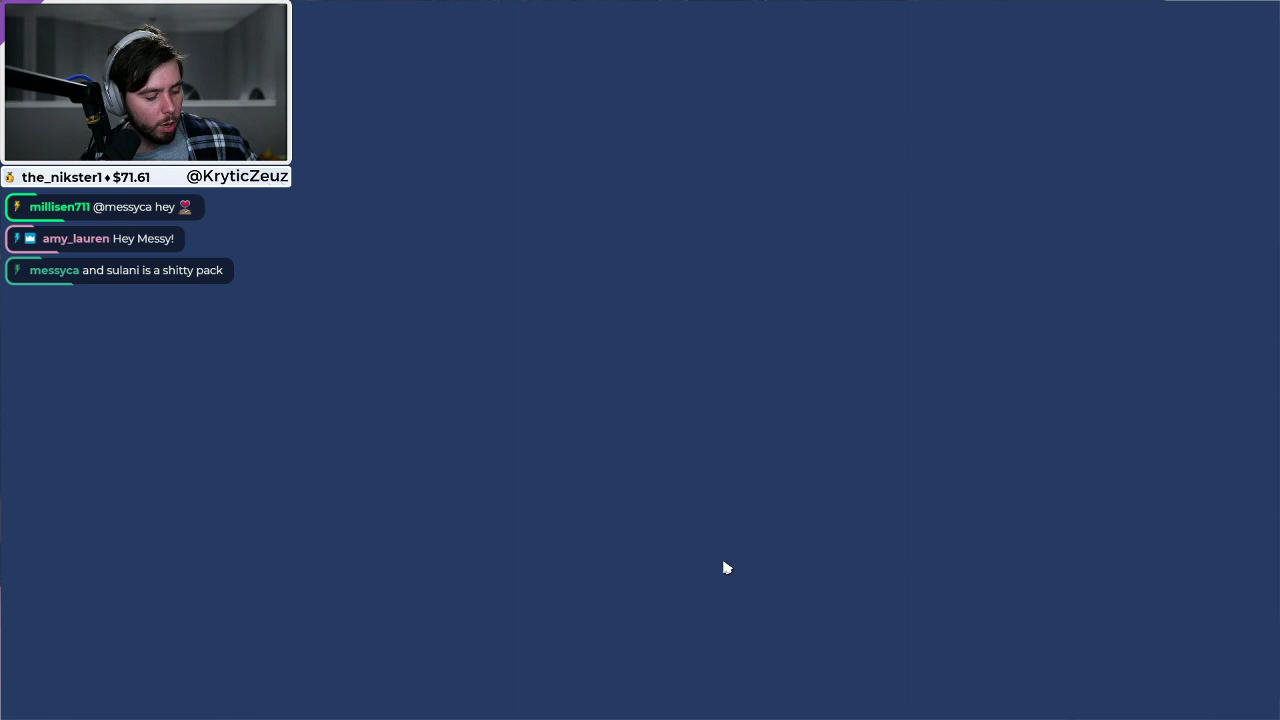 the_nikster1 ♦ $71.61 @KryticZeuz
millisen711 @messyca hey
amy_lauren Hey Messy!
messyca and sulani is a shitty pack